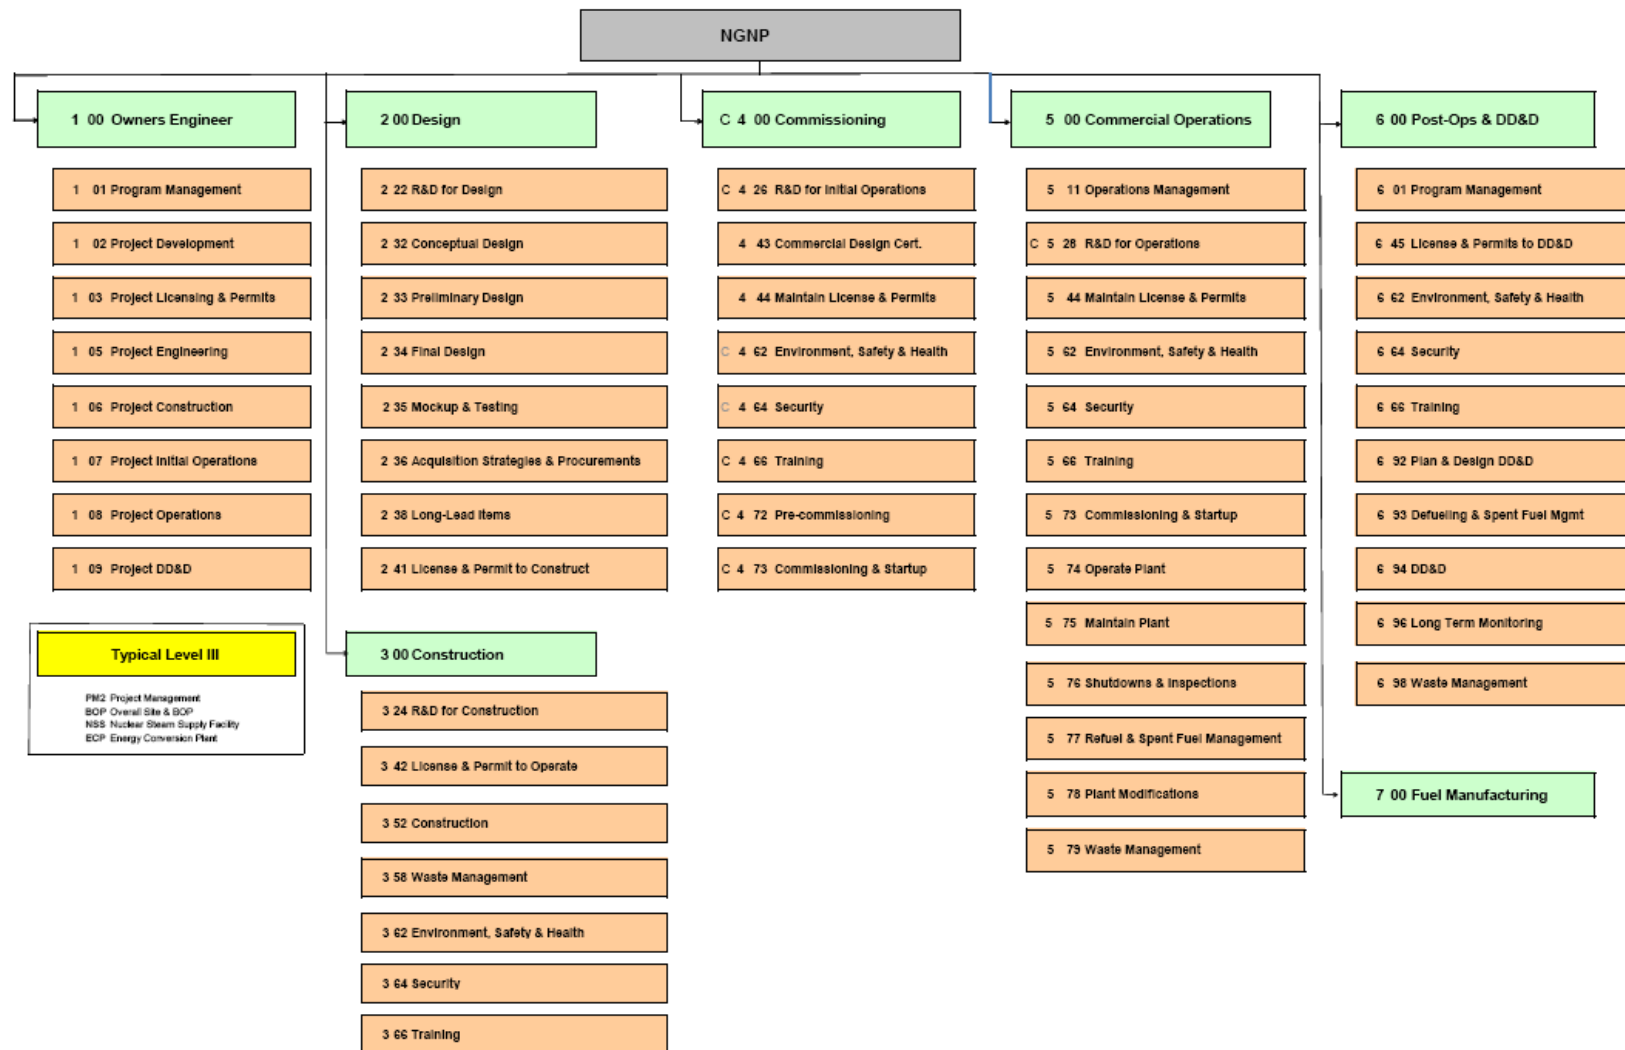 NGNP
1 00 Owners Engineer
1 01 Program Management
1 02 Project Development
1 03 Project Licensing & Permits
1 05 Project Engineering
1 06 Project Construction
1 07 Project Initial Operations
1 08 Project Operations
1 09 Project DD&D
Typical Level III
PM2 Project Management
BOP Overall Site & BOP
NSS Nuclear Steam Supply Facility
ECP Energy Conversion Plant
2 00 Design
2 22 R&D for Design
2 32 Conceptual Design
2 33 Preliminary Design
2 34 Final Design
2 35 Mockup & Testing
2 36 Acquisition Strategies & Procurements
2 38 Long-Lead Items
2 41 License & Permit to Construct
3 00 Construction
3 24 R&D for Construction
3 42 License & Permit to Operate
3 52 Construction
3 58 Waste Management
3 62 Environment, Safety & Health
3 64 Security
3 66 Training
C 4 00 Commissioning
C 4 26 R&D for Initial Operations
4 43 Commercial Design Cert.
4 44 Maintain License & Permits
C 4 62 Environment, Safety & Health
C 4 64 Security
C 4 66 Training
C 4 72 Pre-commissioning
C 4 73 Commissioning & Startup
5 00 Commercial Operations
5 11 Operations Management
C 5 28 R&D for Operations
5 44 Maintain License & Permits
5 62 Environment, Safety & Health
5 64 Security
5 66 Training
5 73 Commissioning & Startup
5 74 Operate Plant
5 75 Maintain Plant
5 76 Shutdowns & Inspections
5 77 Refuel & Spent Fuel Management
5 78 Plant Modifications
5 79 Waste Management
6 00 Post-Ops & DD&D
6 01 Program Management
6 45 License & Permits to DD&D
6 62 Environment, Safety & Health
6 64 Security
6 66 Training
6 92 Plan & Design DD&D
6 93 Defueling & Spent Fuel Mgmt
6 94 DD&D
6 96 Long Term Monitoring
6 98 Waste Management
7 00 Fuel Manufacturing